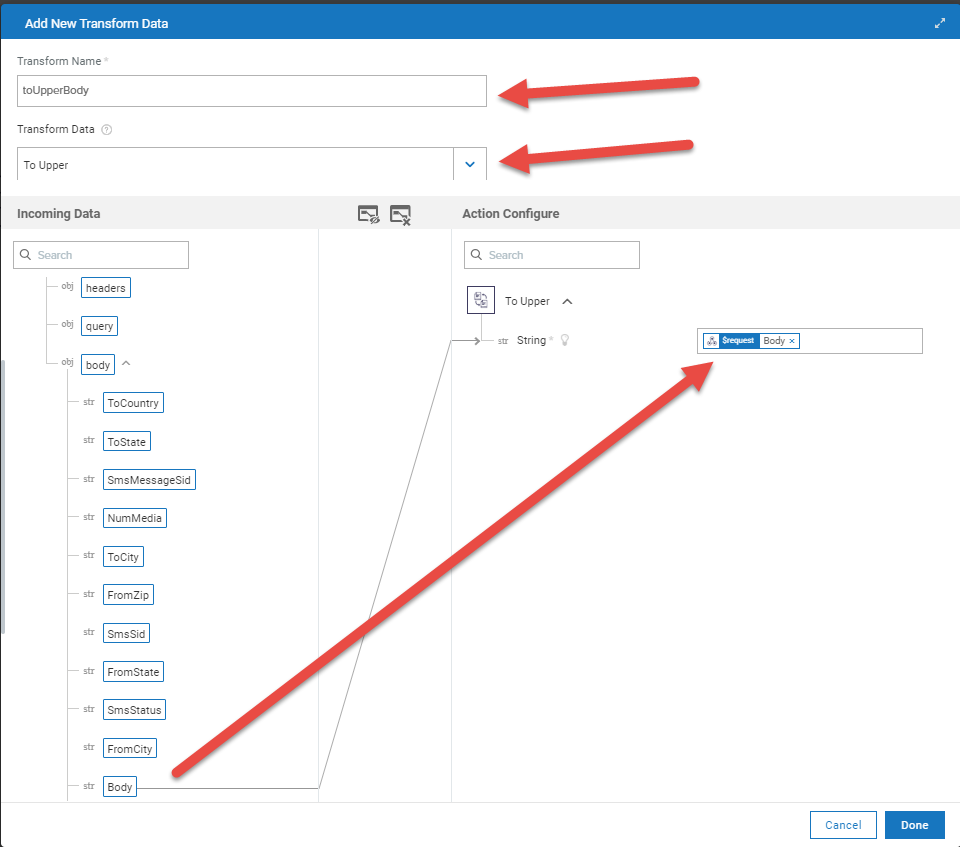 Add New Transform Data
Transform Name *
toUpperBody
Transform Data ?
To Upper
Incoming Data
Action Configure
Search
Search
obj headers
To Upper
obj query
str String *
$request Body ×
obj body
str ToCountry
str ToState
str SmsMessageSid
str NumMedia
str ToCity
str FromZip
str SmsSid
str FromState
str SmsStatus
str FromCity
str Body
Cancel
Done